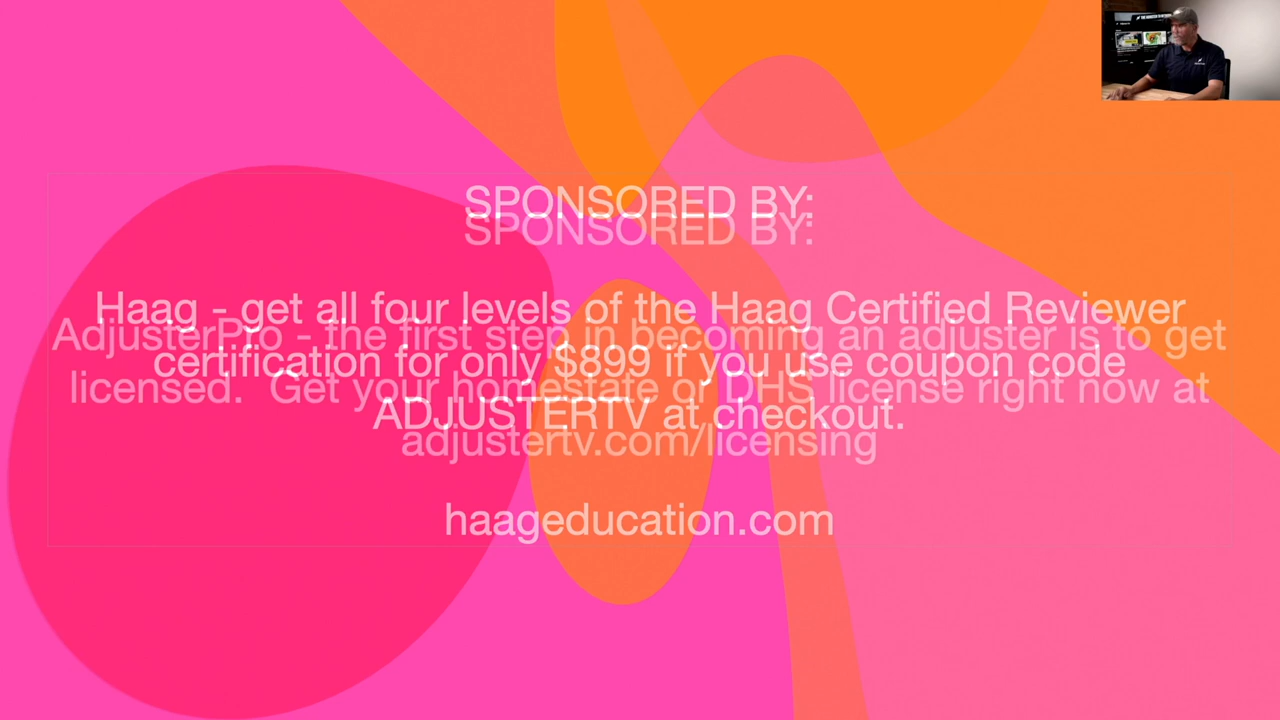 SPONSORED BY:
Haag - get all four levels of the Haag Certified Reviewer
certification for only $899 if you use coupon code
ADJUSTERTV at checkout.
haageducation.com
SPONSORED BY:
AdjusterPro - the first step in becoming an adjuster is to get
licensed. Get your homestate or DHS license right now at
adjustertv.com/licensing